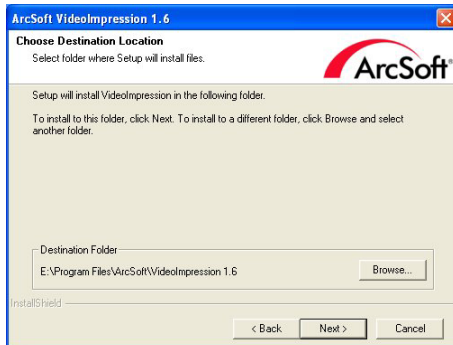 ArcSoft VideoImpression 1.6
Choose Destination Location
Select folder where Setup will install files.
ArcSoft®
Setup will install VideoImpression in the following folder.
To install to this folder, click Next. To install to a different folder, click Browse and select
another folder.
Destination Folder
E:\Program Files\ArcSoft\VideoImpression 1.6
Browse...
InstallShield
< Back
Next >
Cancel